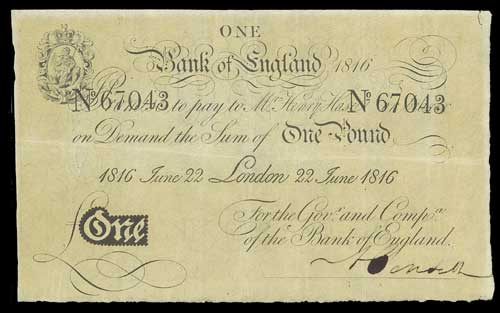 ONE
Bank of England 1816
No 67043 to pay to Mr. Henry Has No 67043
on Demand the Sum of One Pound
1816 June 22 London 22 June 1816
For the Govr. and Compa. of the Bank of England.
£ One